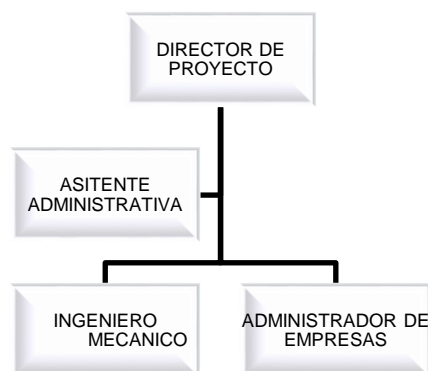 DIRECTOR DE
PROYECTO
ASITENTE
ADMINISTRATIVA
INGENIERO
MECANICO
ADMINISTRADOR DE
EMPRESAS